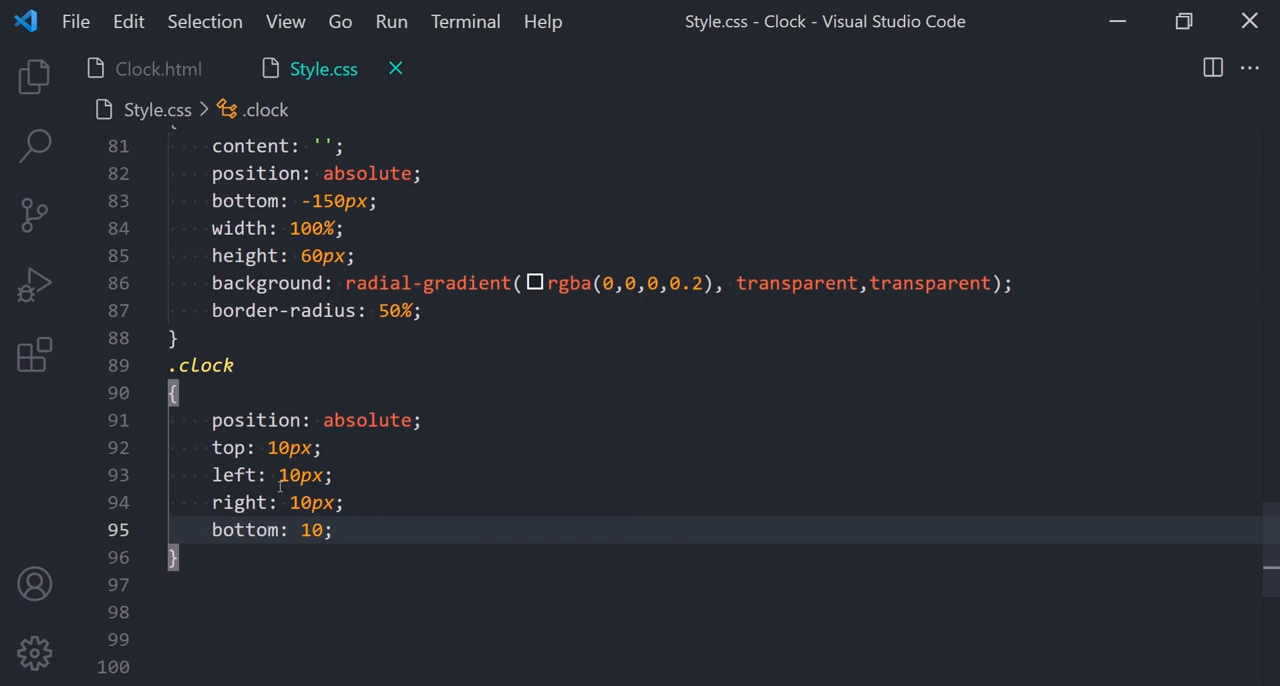 File Edit Selection View Go Run Terminal Help Style.css - Clock - Visual Studio Code
Clock.html Style.css
Style.css > .clock
{
81 content: '';
82 position: absolute;
83 bottom: -150px;
84 width: 100%;
85 height: 60px;
86 background: radial-gradient(rgba(0,0,0,0.2), transparent,transparent);
87 border-radius: 50%;
88 }
89 .clock
90 {
91 position: absolute;
92 top: 10px;
93 left: 10px;
94 right: 10px;
95 bottom: 10;
96 }
97
98
99
100